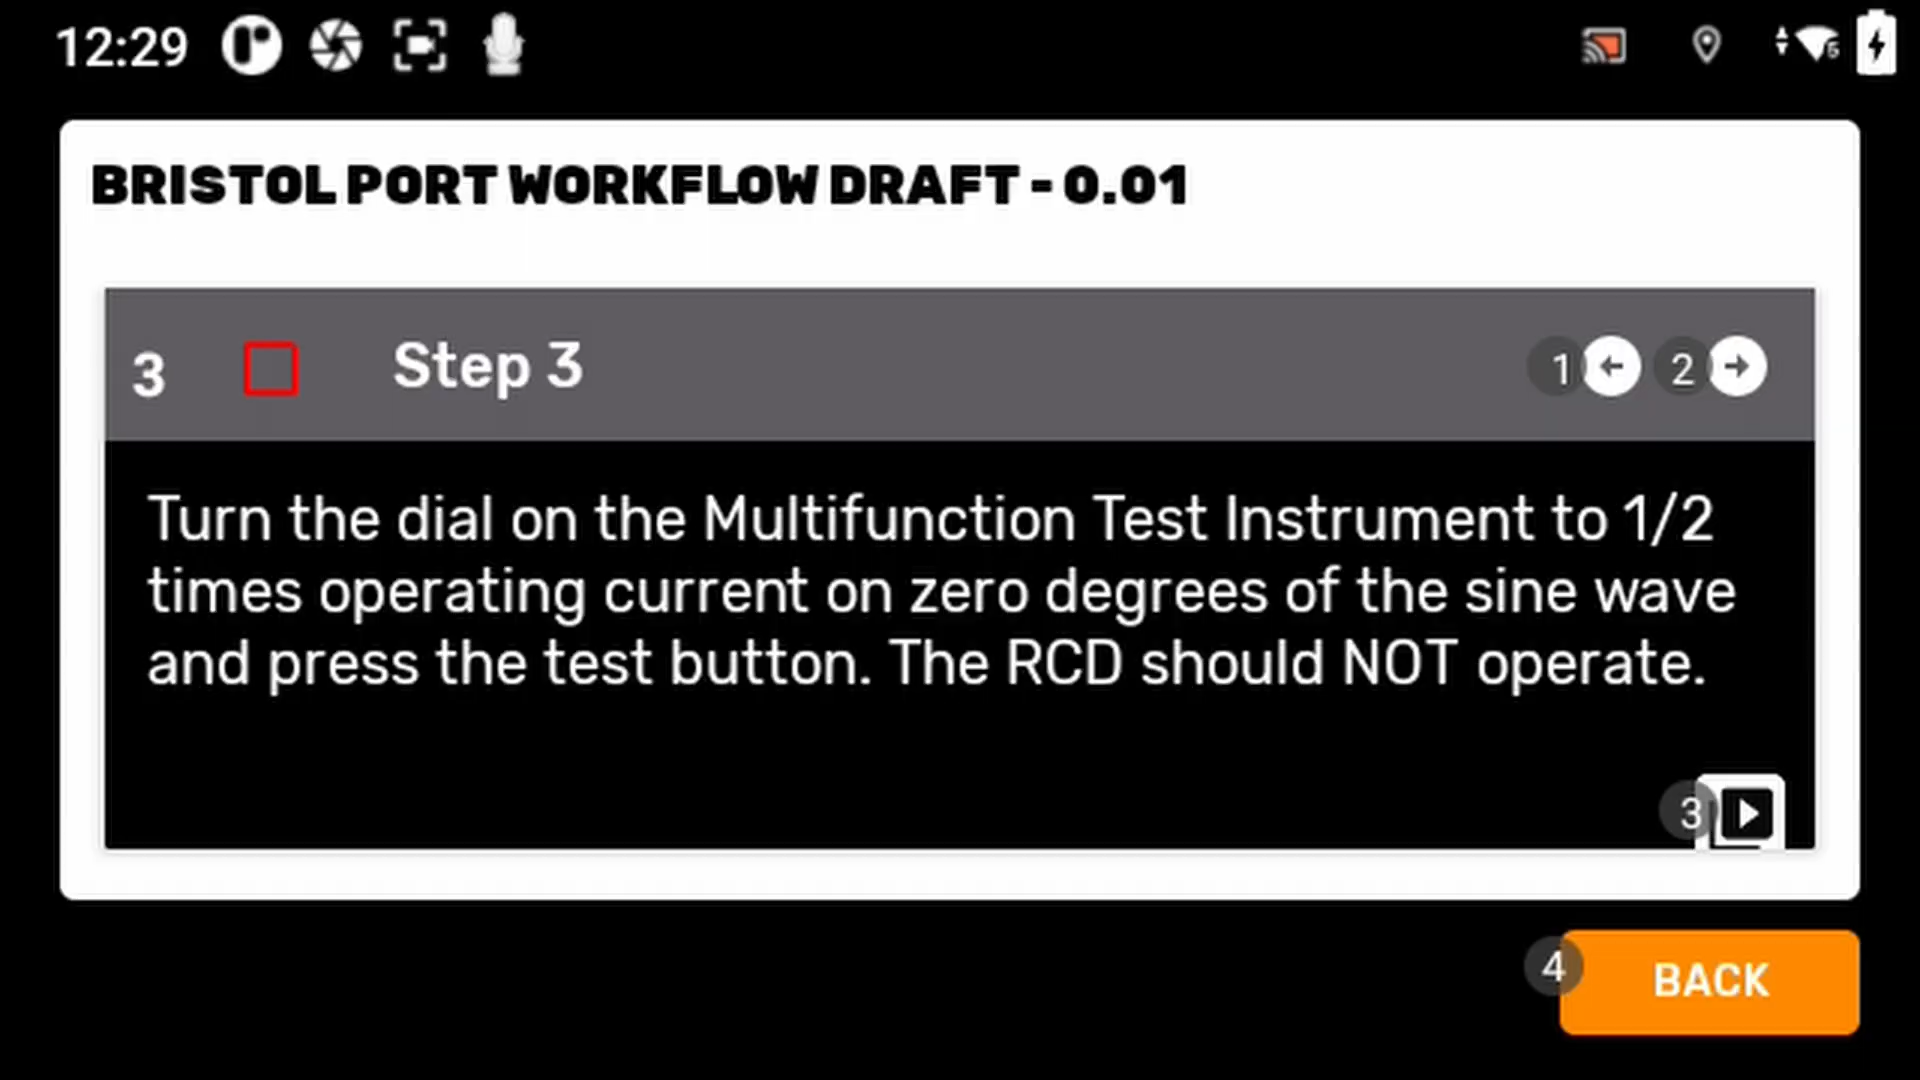 12:29
BRISTOL PORT WORKFLOW DRAFT - 0.01
3 Step 3 1 2
Turn the dial on the Multifunction Test Instrument to 1/2
times operating current on zero degrees of the sine wave
and press the test button. The RCD should NOT operate.
3
4 BACK